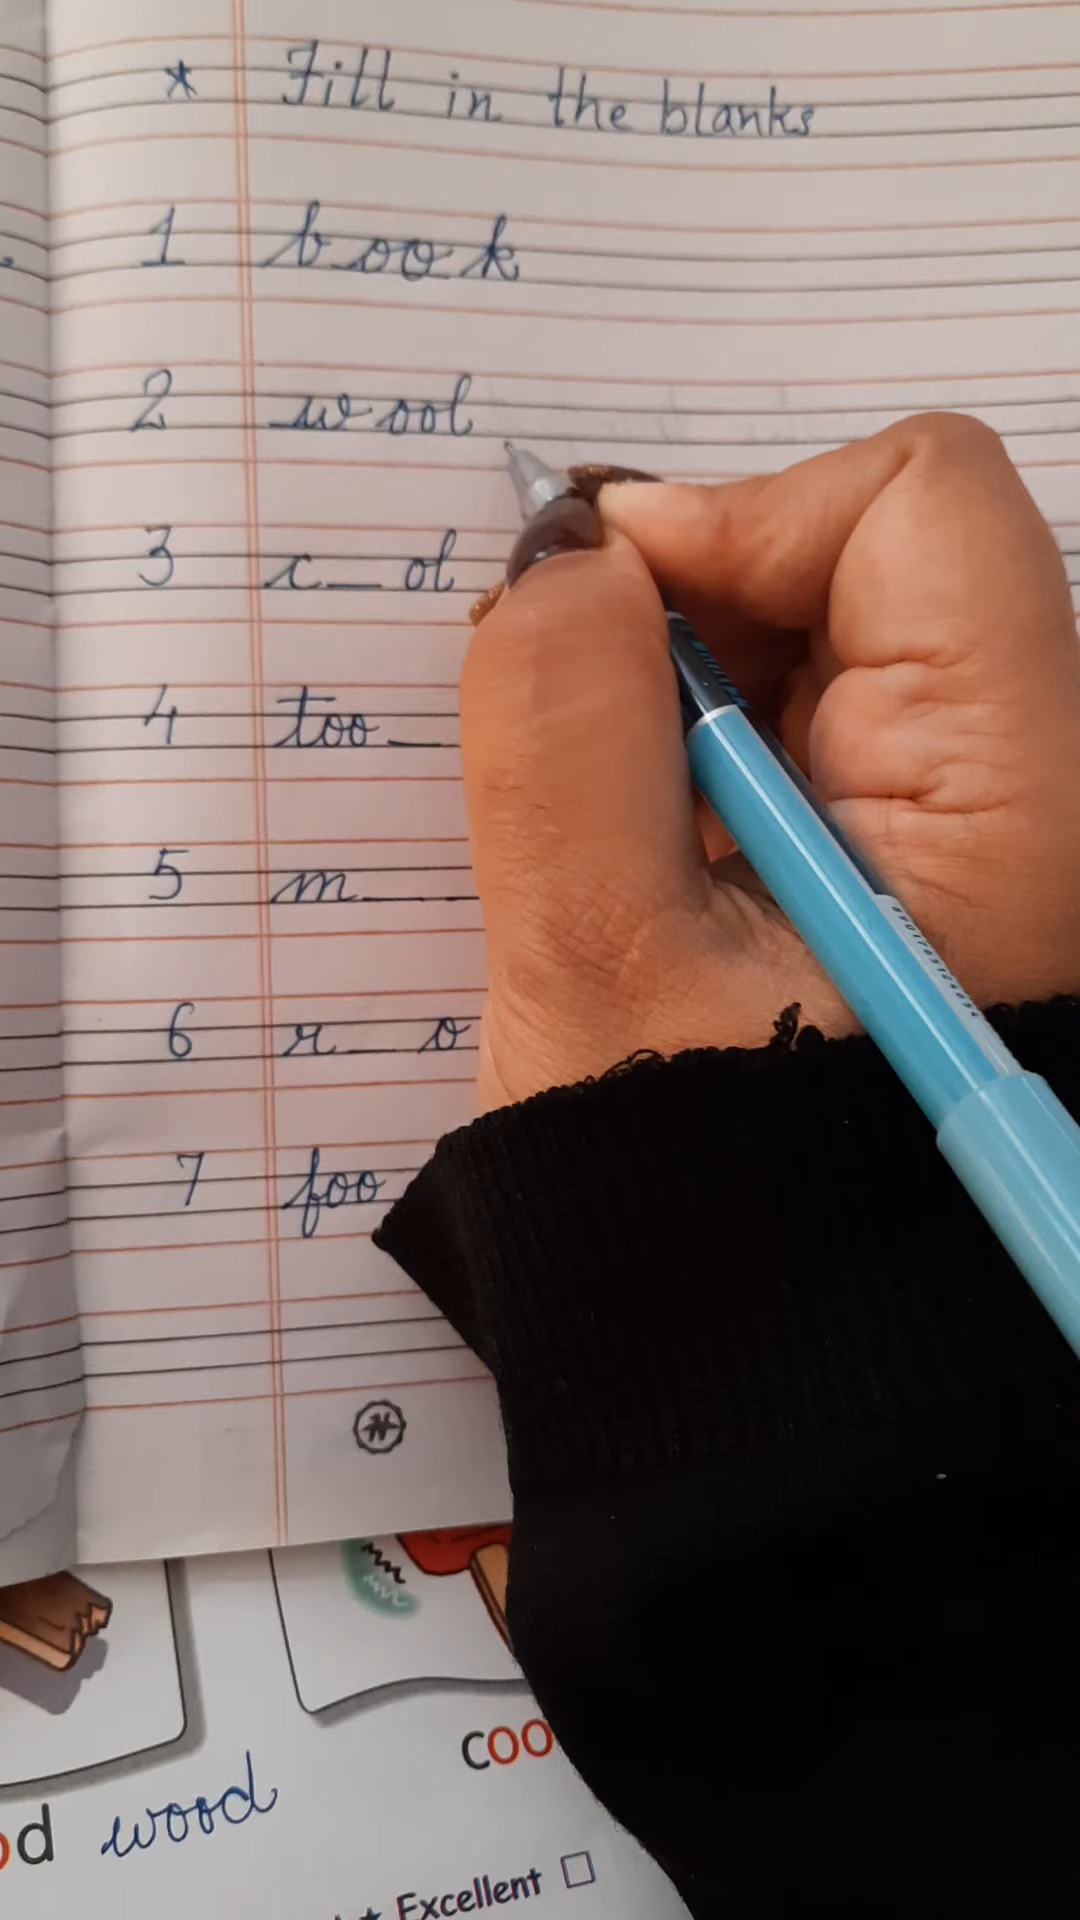 * Fill in the blanks
1 book
2 wool
3 c_ol
4 too_
5 m__
6 r_o
7 foo
coo
od wood
Excellent